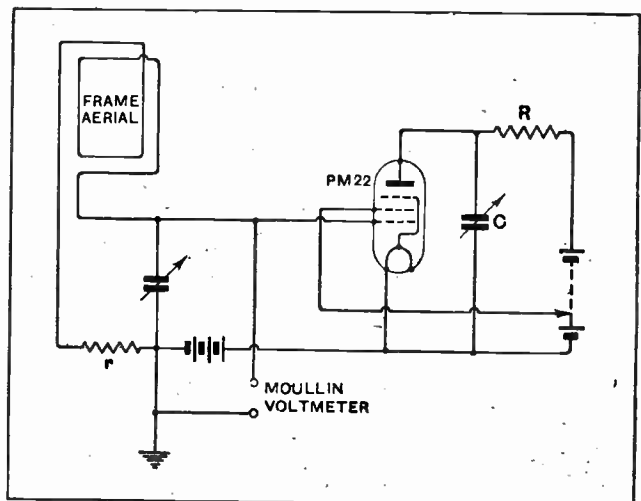 FRAME
AERIAL
PM22
R
C
r
MOULLIN
VOLTMETER